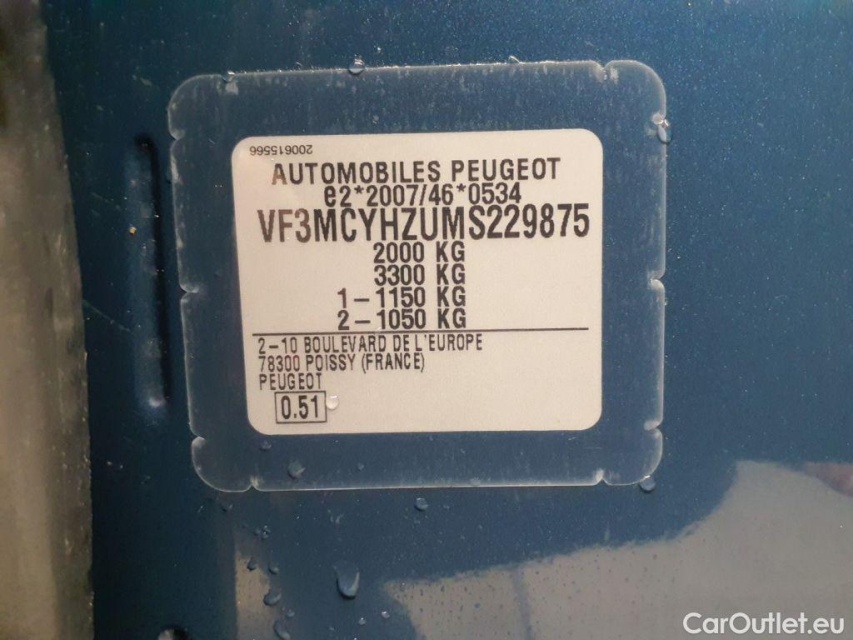 200615566
AUTOMOBILES PEUGEOT
e2*2007/46*0534
VF3MCYHZUMS229875
2000 KG
3300 KG
1-1150 KG
2-1050 KG
2-10 BOULEVARD DE L'EUROPE
78300 POISSY (FRANCE)
PEUGEOT
0.51
CarOutlet.eu